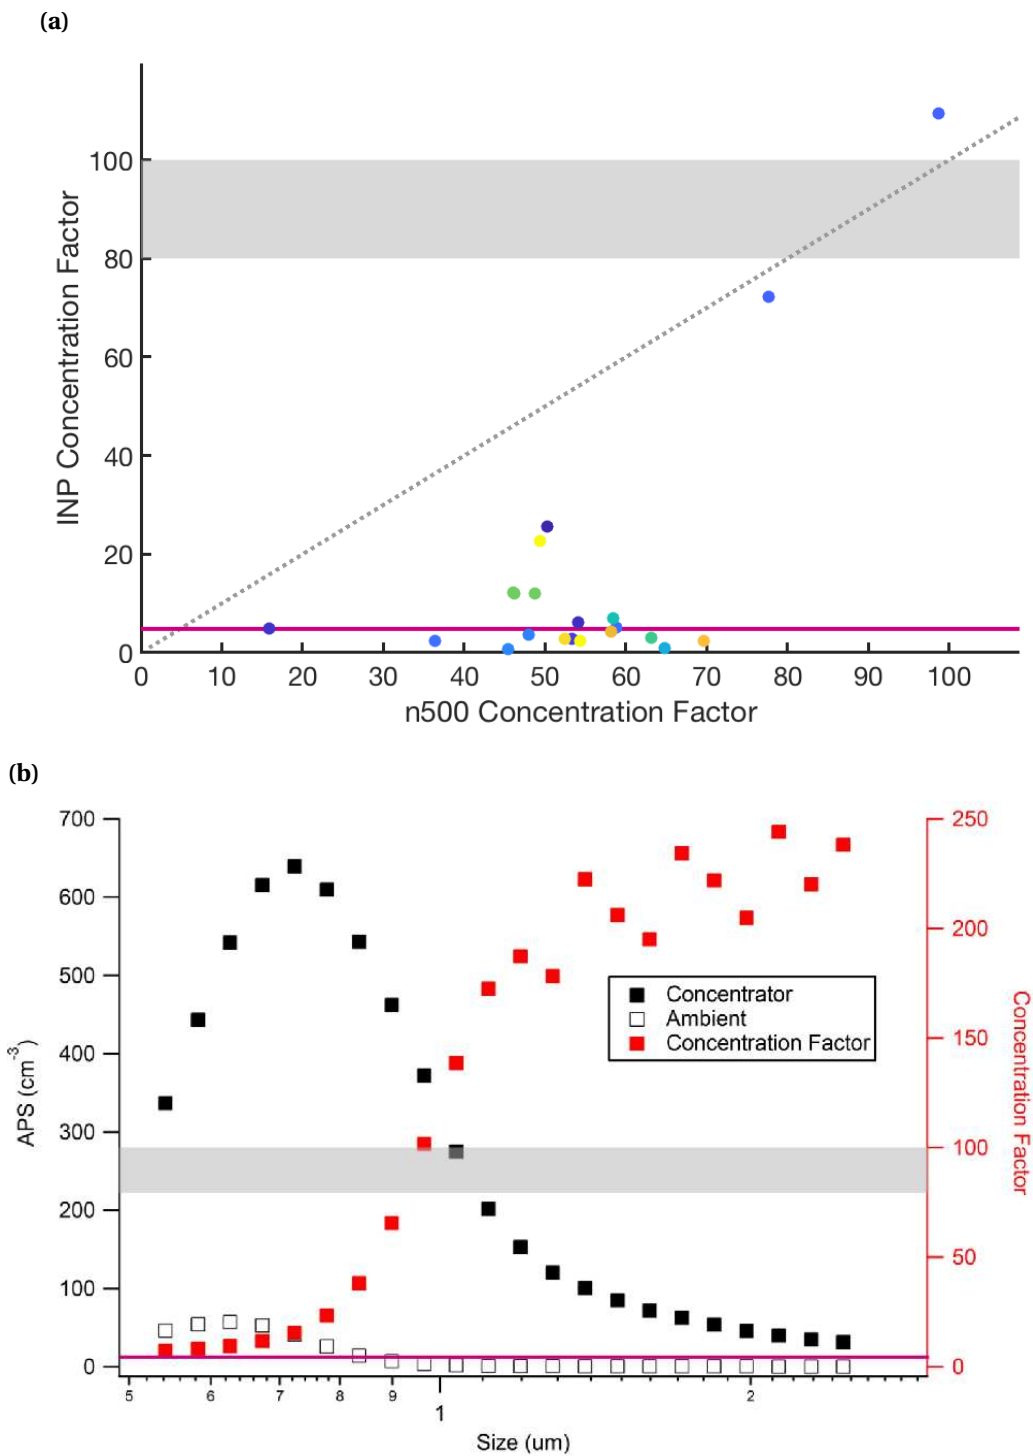 (a)
100
80
60
40
20
0
INP Concentration Factor
0 10 20 30 40 50 60 70 80 90 100
n500 Concentration Factor
(b)
700
600
500
400
300
200
100
0
APS (cm-3)
250
200
150
100
50
0
Concentration Factor
Concentrator
Ambient
Concentration Factor
5 6 7 8 9 1 2
Size (um)